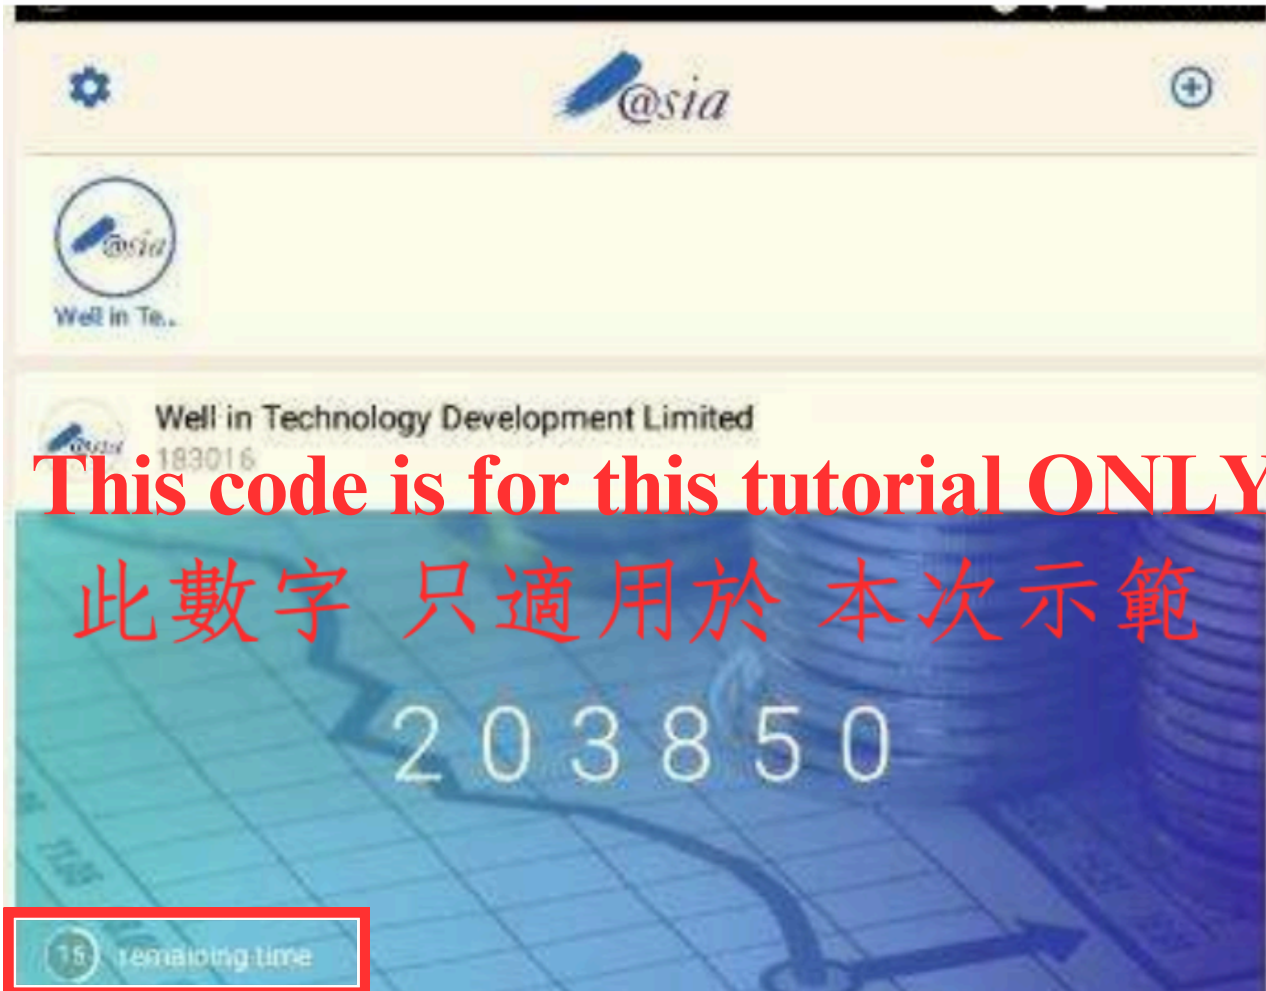 @sia
@sia
Well in Te..
Well in Technology Development Limited
@sia
183016
This code is for this tutorial ONLY
此數字 只適用於 本次示範
203850
15 remaining time